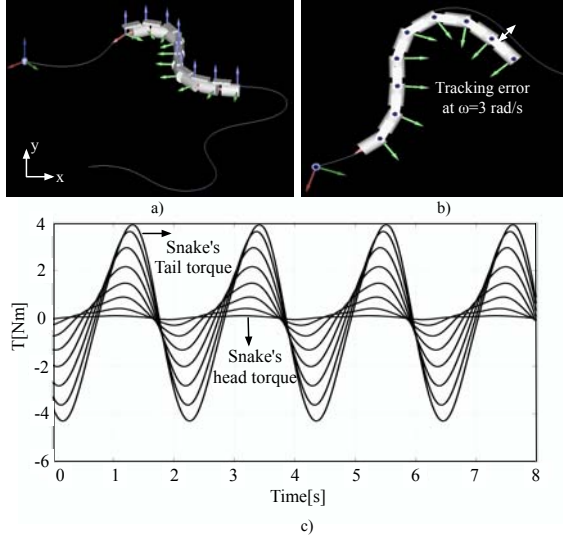 y
x
Tracking error
at ω=3 rad/s
a)
b)
4
2
0
-2
-4
-6
T[Nm]
Snake's
Tail torque
Snake's
head torque
0 1 2 3 4 5 6 7 8
Time[s]
c)